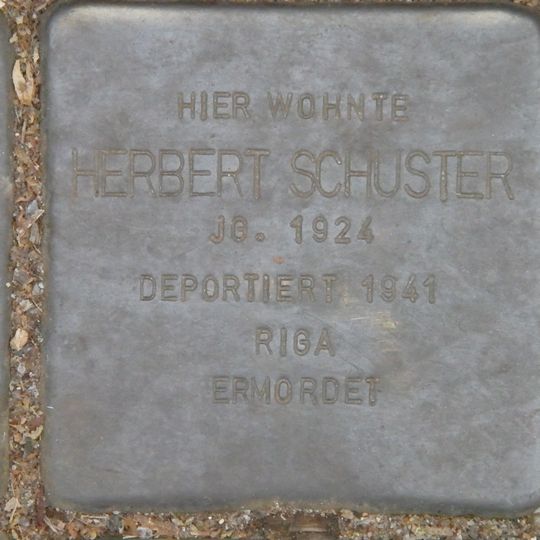 HIER WOHNTE
HERBERT SCHUSTER
JG. 1924
DEPORTIERT 1941
RIGA
ERMORDET